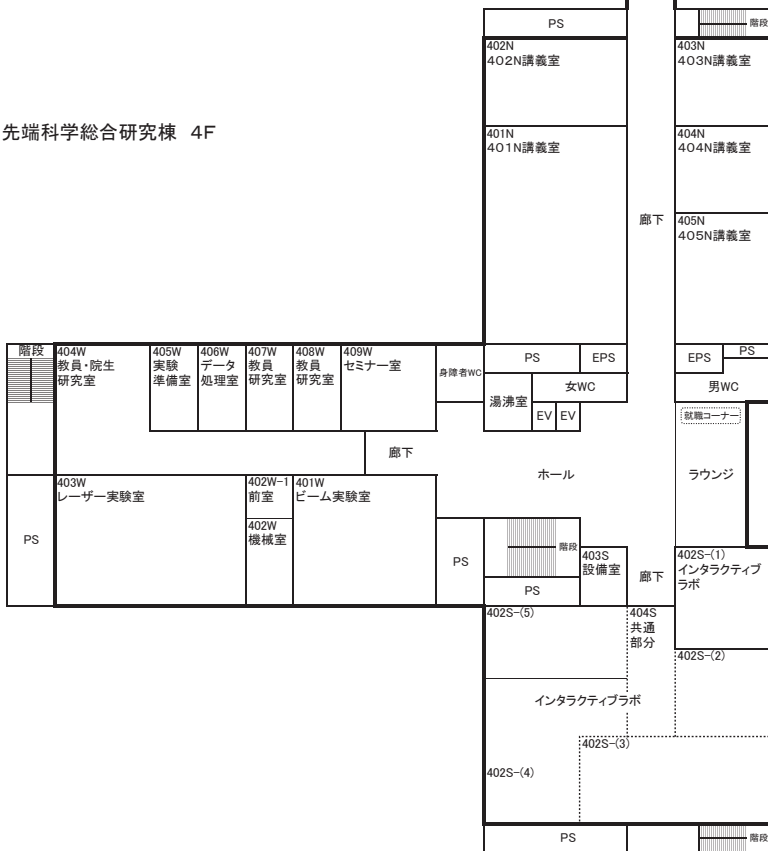 PS
階段
402N
402N講義室
403N
403N講義室
先端科学総合研究棟 4F
401N
401N講義室
404N
404N講義室
廊下
405N
405N講義室
階段
404W
教員・院生
研究室
405W
実験
準備室
406W
データ
処理室
407W
教員
研究室
408W
教員
研究室
409W
セミナー室
身障者WC
PS
EPS
EPS
PS
女WC
男WC
湯沸室
EV
EV
就職コーナー
廊下
ホール
ラウンジ
403W
レーザー実験室
402W-1
前室
401W
ビーム実験室
402W
機械室
PS
PS
階段
403S
設備室
廊下
402S-(1)
インタラクティブ
ラボ
PS
402S-(5)
404S
共通
部分
402S-(2)
インタラクティブラボ
402S-(3)
402S-(4)
PS
階段